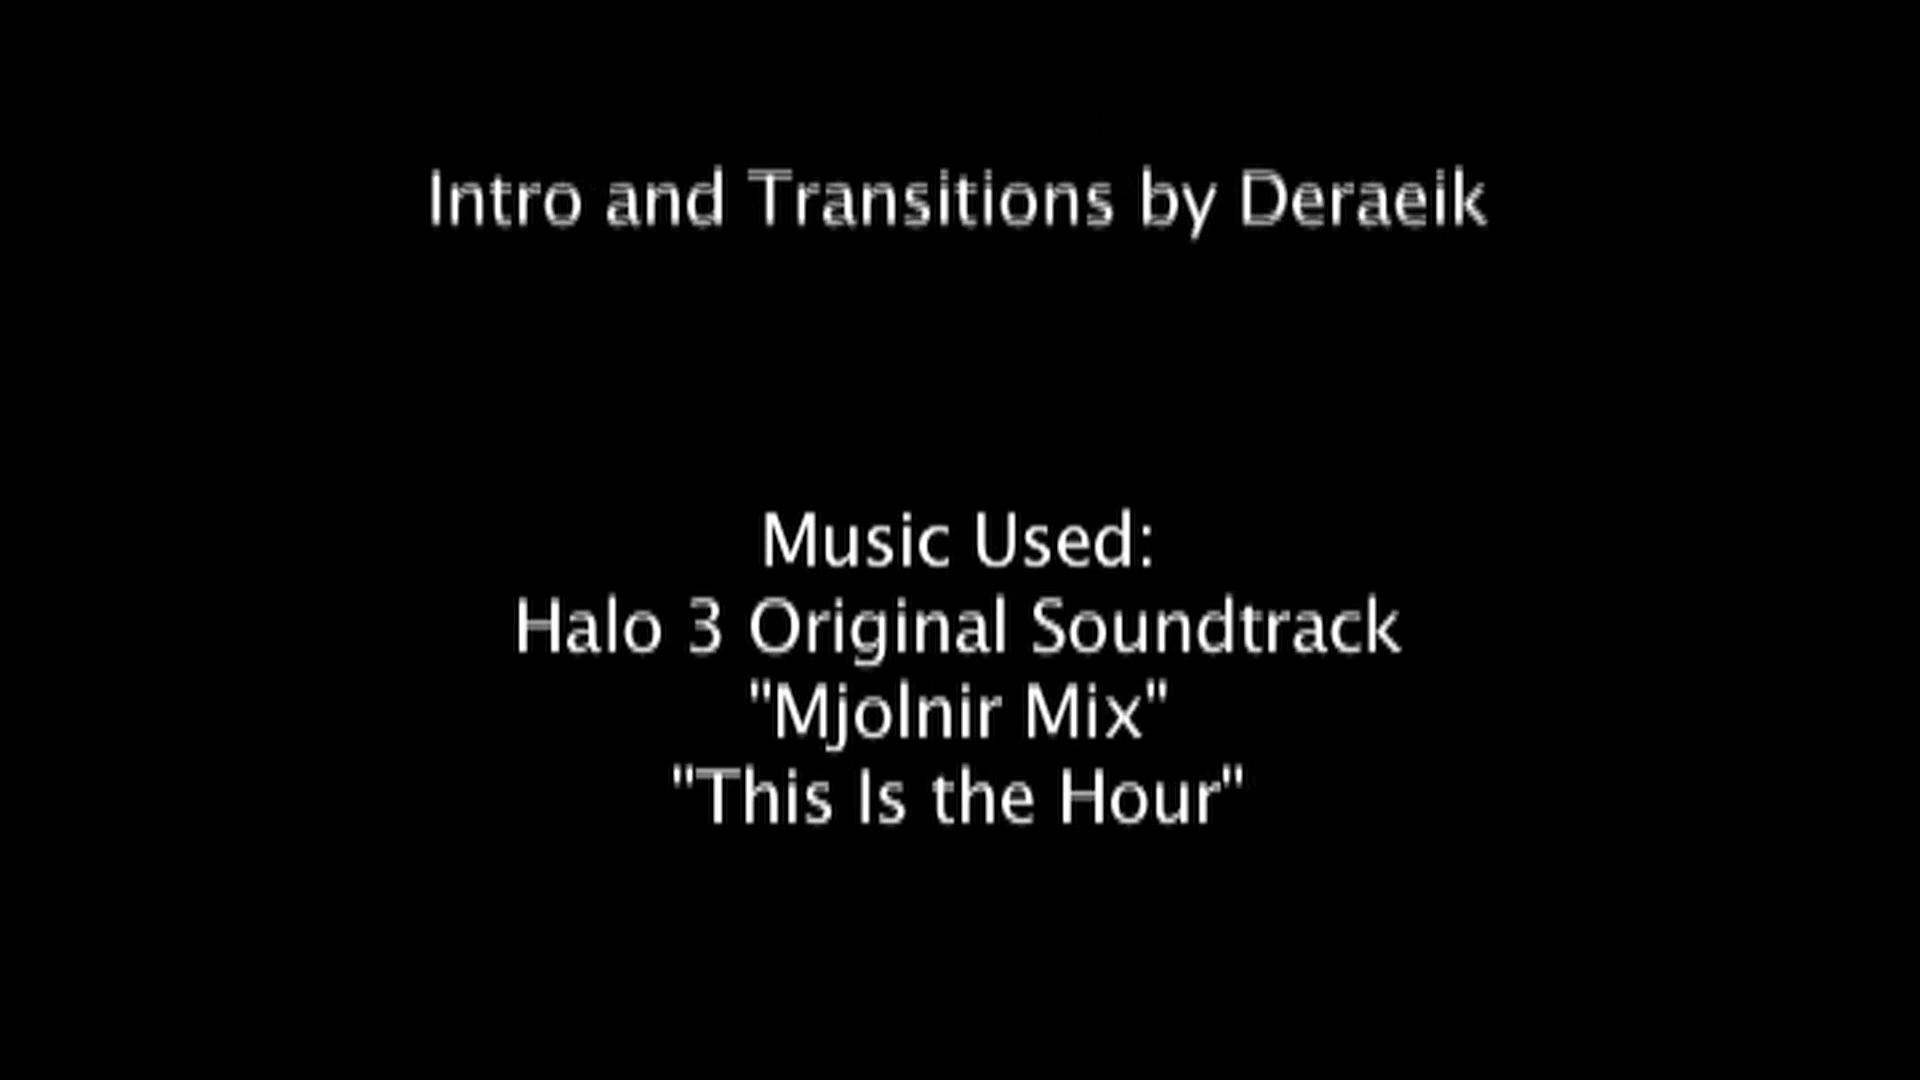 Intro and Transitions by Deraeik
Music Used:
Halo 3 Original Soundtrack
"Mjolnir Mix"
"This Is the Hour"